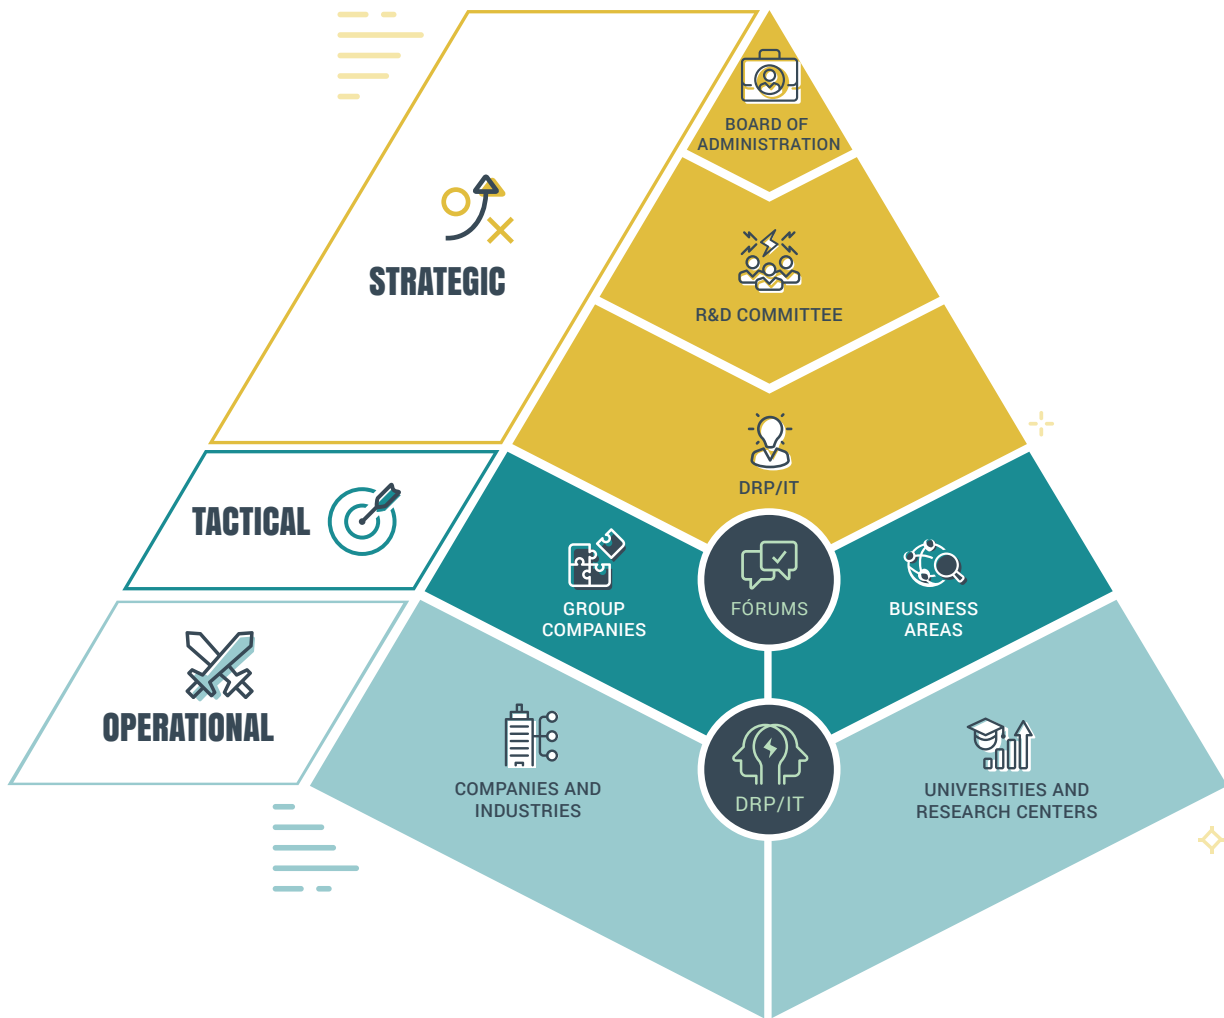 BOARD OF
ADMINISTRATION
STRATEGIC
R&D COMMITTEE
DRP/IT
TACTICAL
GROUP
COMPANIES
FÓRUMS
BUSINESS
AREAS
OPERATIONAL
COMPANIES AND
INDUSTRIES
DRP/IT
UNIVERSITIES AND
RESEARCH CENTERS